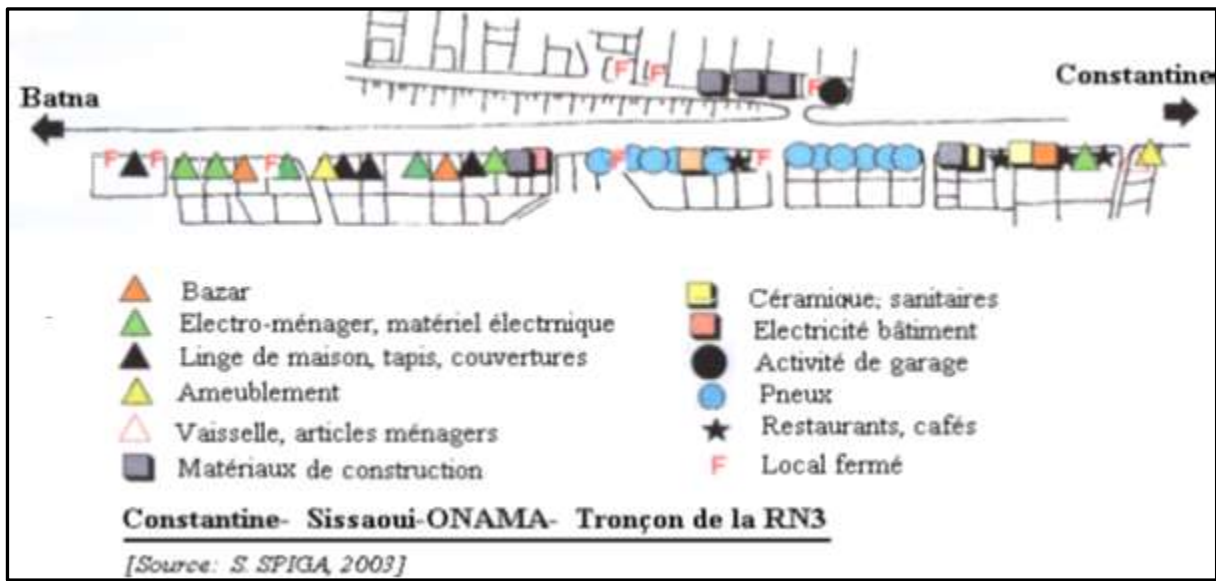 F F
Constantine
Batna
F
F F F F F
Bazar
Electro-ménager, matériel électrnique
Linge de maison, tapis, couvertures
Ameublement
Vaisselle, articles ménagers
Matériaux de construction
Céramique, sanitaires
Electricité bâtiment
Activité de garage
Pneux
Restaurants, cafés
F Local fermé
Constantine- Sissaoui-ONAMA- Tronçon de la RN3
[Source: S. SPIGA, 2003]